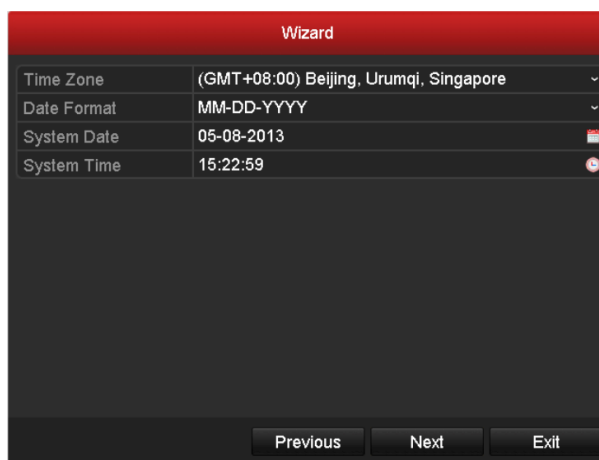 Wizard
Time Zone (GMT+08:00) Beijing, Urumqi, Singapore
Date Format MM-DD-YYYY
System Date 05-08-2013
System Time 15:22:59
Previous Next Exit